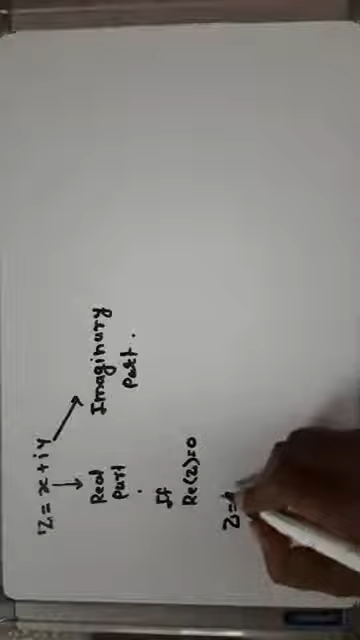 Z = x + iy
Real Imaginary
Part Part.
If
Re(z)=0
Z=